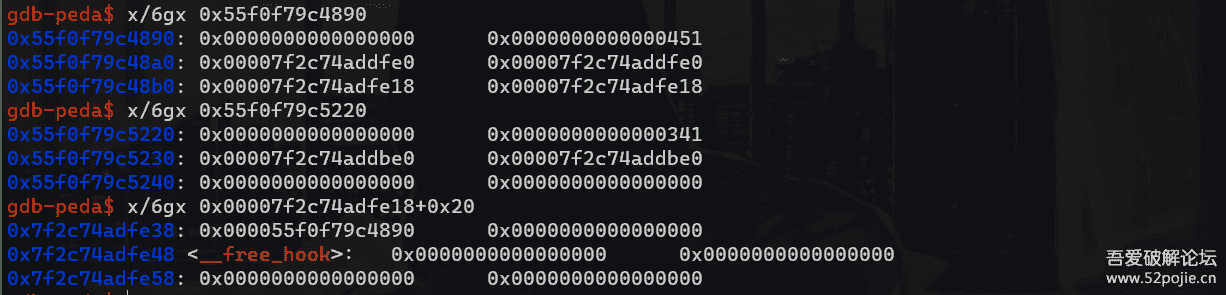 gdb-peda$ x/6gx 0x55f0f79c4890
0x55f0f79c4890: 0x0000000000000000 0x0000000000000451
0x55f0f79c48a0: 0x00007f2c74addfe0 0x00007f2c74addfe0
0x55f0f79c48b0: 0x00007f2c74adfe18 0x00007f2c74adfe18
gdb-peda$ x/6gx 0x55f0f79c5220
0x55f0f79c5220: 0x0000000000000000 0x0000000000000341
0x55f0f79c5230: 0x00007f2c74addbe0 0x00007f2c74addbe0
0x55f0f79c5240: 0x0000000000000000 0x0000000000000000
gdb-peda$ x/6gx 0x00007f2c74adfe18+0x20
0x7f2c74adfe38: 0x000055f0f79c4890 0x0000000000000000
0x7f2c74adfe48 <__free_hook>: 0x0000000000000000 0x0000000000000000
0x7f2c74adfe58: 0x0000000000000000 0x0000000000000000
吾爱破解论坛
www.52pojie.cn